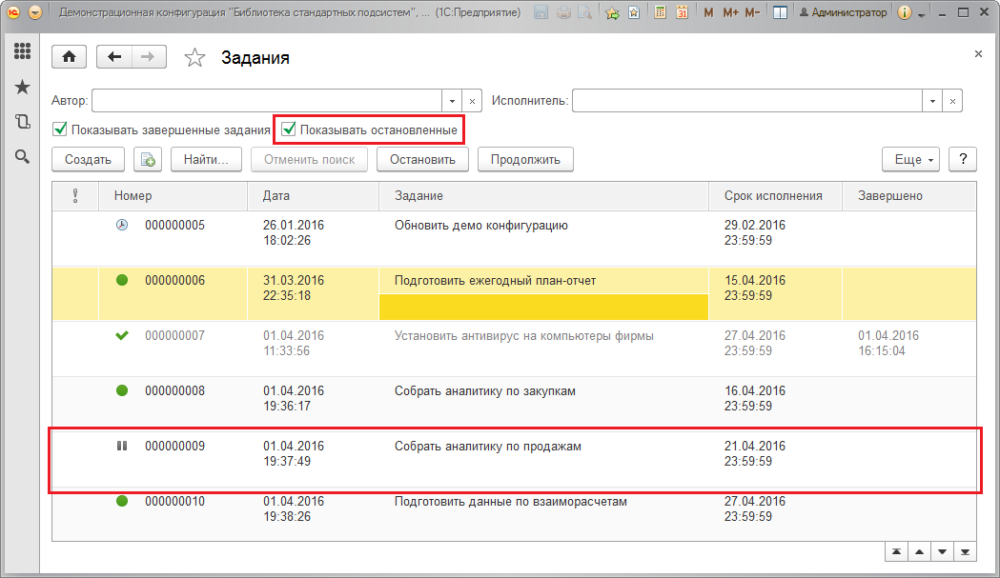 Демонстрационная конфигурация "Библиотека стандартных подсистем", ... (1С:Предприятие) M M+ M- Администратор
Задания
Автор: Исполнитель:
Показывать завершенные задания Показывать остановленные
Создать Найти... Отменить поиск Остановить Продолжить Еще ?
Номер Дата Задание Срок исполнения Завершено
000000005 26.01.2016 Обновить демо конфигурацию 29.02.2016
18:02:26 23:59:59
000000006 31.03.2016 Подготовить ежегодный план-отчет 15.04.2016
22:35:18 23:59:59
000000007 01.04.2016 Установить антивирус на компьютеры фирмы 27.04.2016 01.04.2016
11:33:56 23:59:59 16:15:04
000000008 01.04.2016 Собрать аналитику по закупкам 16.04.2016
19:36:17 23:59:59
000000009 01.04.2016 Собрать аналитику по продажам 21.04.2016
19:37:49 23:59:59
000000010 01.04.2016 Подготовить данные по взаиморасчетам 27.04.2016
19:38:26 23:59:59